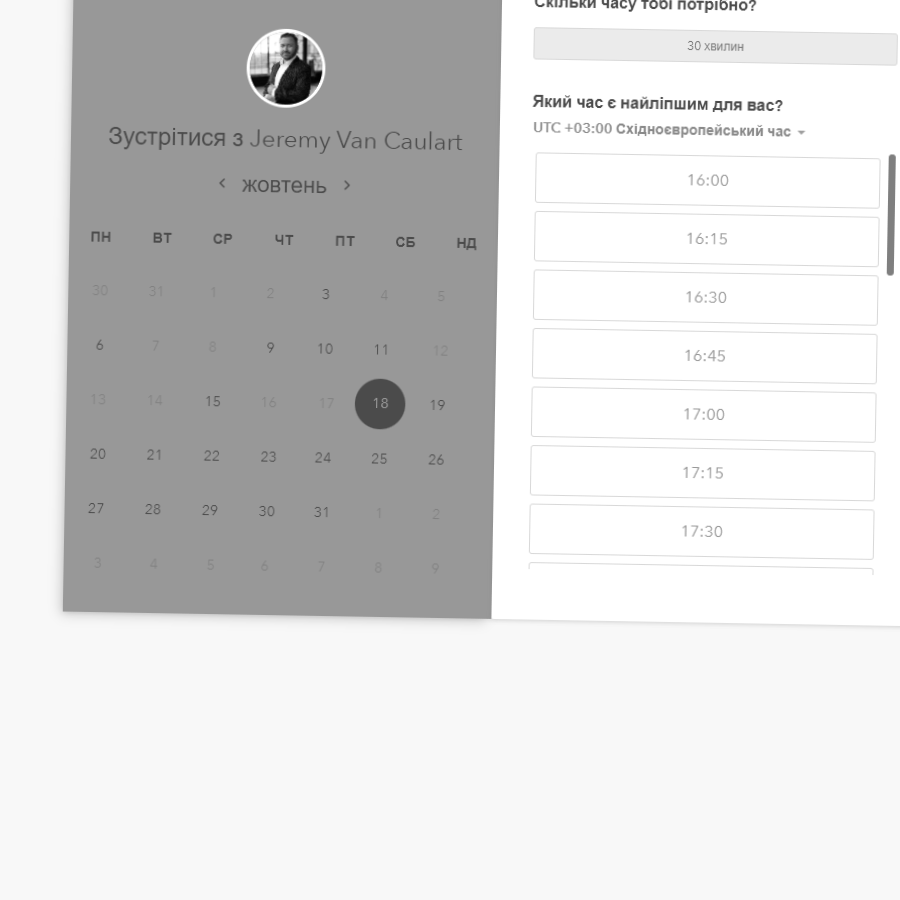 Зустрітися з Jeremy Van Caulart
жовтень
ПН ВТ СР ЧТ ПТ СБ НД
30 31 1 2 3 4 5
6 7 8 9 10 11 12
13 14 15 16 17 18 19
20 21 22 23 24 25 26
27 28 29 30 31 1 2
3 4 5 6 7 8 9
Скільки часу тобі потрібно?
30 хвилин
Який час є найліпшим для вас?
UTC +03:00 Східноєвропейський час
16:00
16:15
16:30
16:45
17:00
17:15
17:30